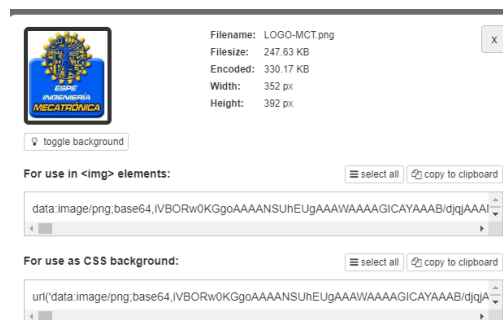 Filename: LOGO-MCT.png
Filesize: 247.63 KB
Encoded: 330.17 KB
Width: 352 px
Height: 392 px
x
ESPE
INGENIERÍA
MECATRÓNICA
toggle background
For use in <img> elements:
select all
copy to clipboard
data:image/png;base64,iVBORw0KGgoAAAANSUhEUgAAAWAAAAGICAYAAAB/djqjAAA
For use as CSS background:
select all
copy to clipboard
url('data:image/png;base64,iVBORw0KGgoAAAANSUhEUgAAAWAAAAGICAYAAAB/djqjA